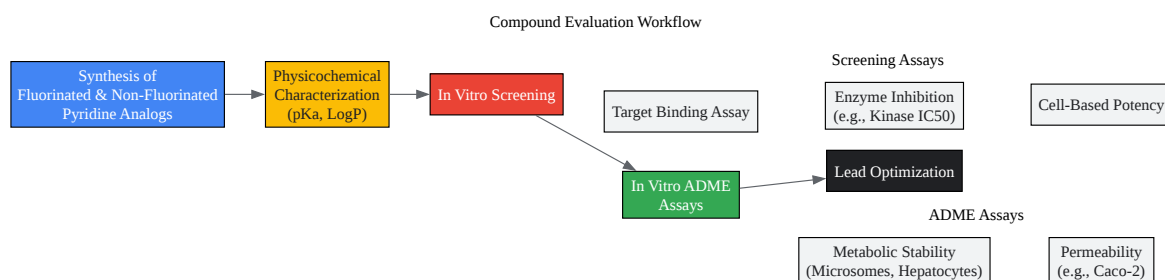 Compound Evaluation Workflow
Synthesis of
Fluorinated & Non-Fluorinated
Pyridine Analogs
Physicochemical
Characterization
(pKa, LogP)
In Vitro Screening
Screening Assays
Target Binding Assay
Enzyme Inhibition
(e.g., Kinase IC50)
Cell-Based Potency
In Vitro ADME
Assays
Lead Optimization
ADME Assays
Metabolic Stability
(Microsomes, Hepatocytes)
Permeability
(e.g., Caco-2)